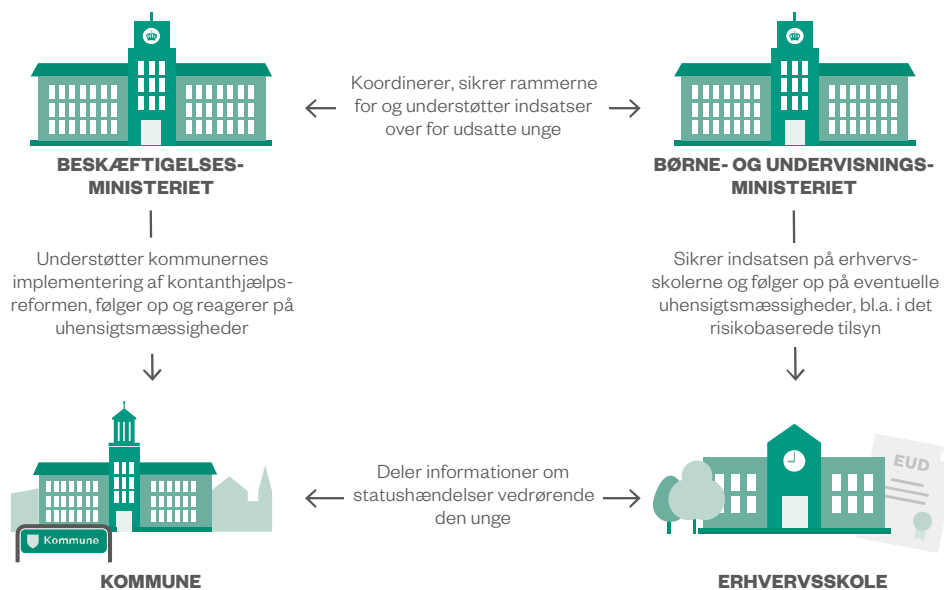 Koordinerer, sikrer rammerne
for og understøtter indsatser
over for udsatte unge
BESKÆFTIGELSES-
MINISTERIET
BØRNE- OG UNDERVISNINGS-
MINISTERIET
Understøtter kommunernes
implementering af kontanthjælps-
reformen, følger op og reagerer på
uhensigtsmæssigheder
Sikrer indsatsen på erhvervs-
skolerne og følger op på eventuelle
uhensigtsmæssigheder, bl.a. i det
risikobaserede tilsyn
Deler informationer om
statushændelser vedrørende
den unge
EUD
Kommune
KOMMUNE
ERHVERVSSKOLE